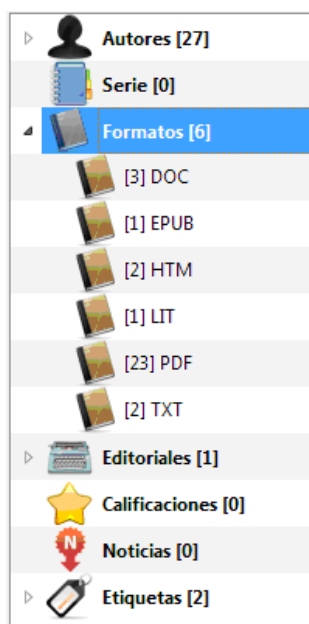 Autores [27]
Serie [0]
Formatos [6]
[3] DOC
[1] EPUB
[2] HTM
[1] LIT
[23] PDF
[2] TXT
Editoriales [1]
Calificaciones [0]
N
Noticias [0]
Etiquetas [2]